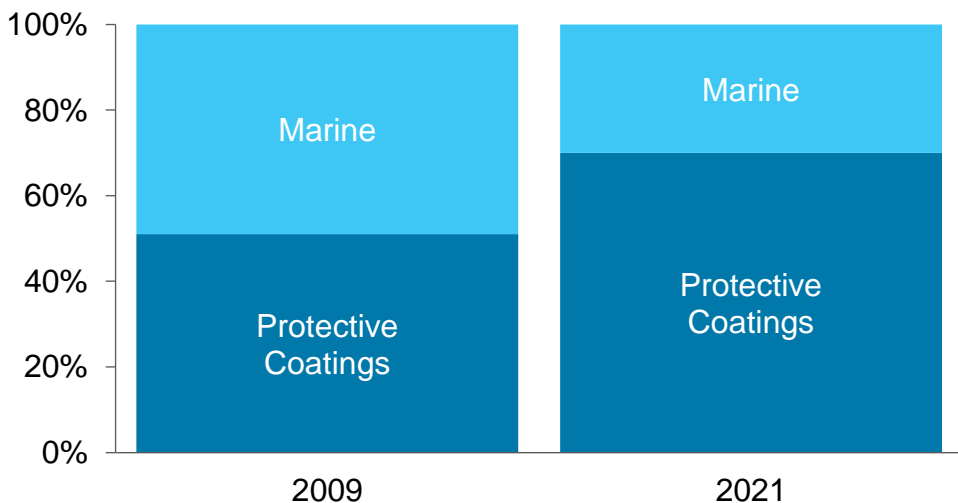 100%
80%
60%
40%
20%
0%
Marine
Protective
Coatings
Marine
Protective
Coatings
2009
2021